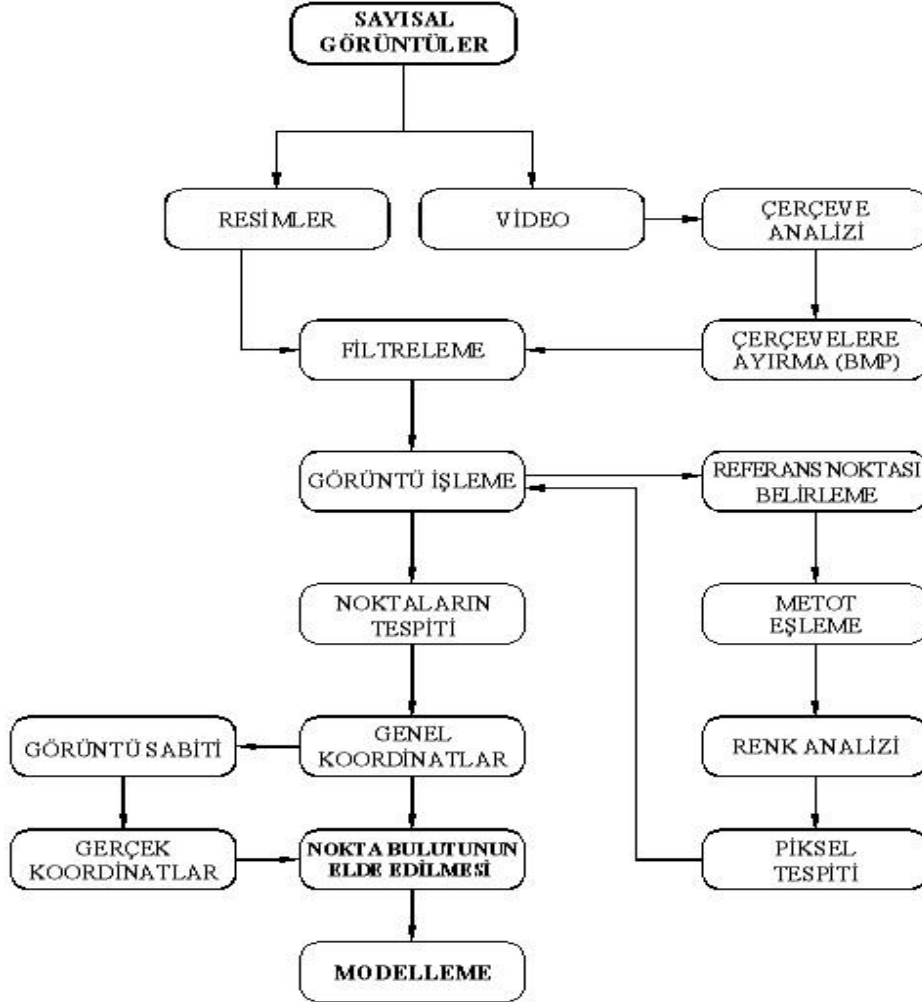 SAYISAL
GÖRÜNTÜLER
RESİMLER
VİDEO
ÇERÇEVE
ANALİZİ
FİLTRELEME
ÇERÇEVELERE
AYIRMA (BMP)
GÖRÜNTÜ İŞLEME
REFERANS NOKTASI
BELİRLEME
NOKTALARIN
TESPİTİ
METOT
EŞLEME
GÖRÜNTÜ SABİTİ
GENEL
KOORDİNATLAR
RENK ANALİZİ
GERÇEK
KOORDİNATLAR
NOKTA BULUTUNUN
ELDE EDİLMESİ
PİKSEL
TESPİTİ
MODELLEME